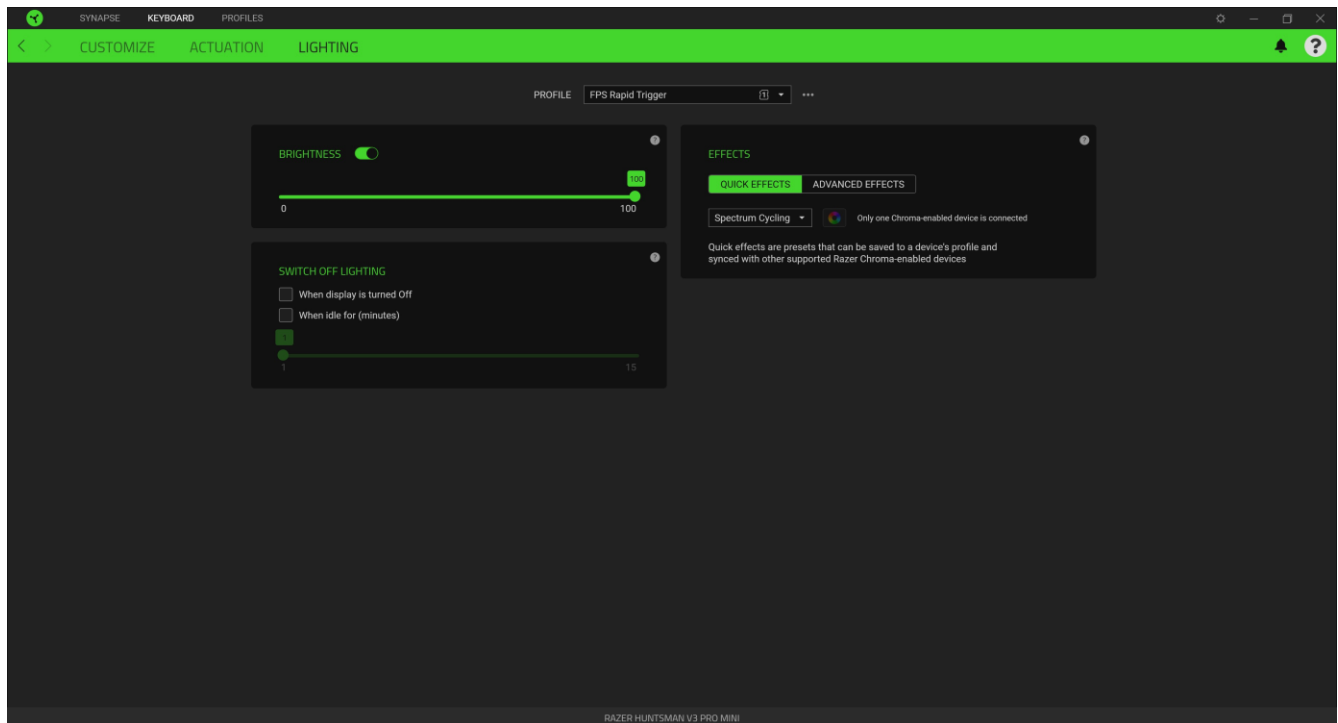 SYNAPSE KEYBOARD PROFILES
CUSTOMIZE ACTUATION LIGHTING ?
PROFILE FPS Rapid Trigger 1 ...
BRIGHTNESS ?
100
0 100
SWITCH OFF LIGHTING ?
When display is turned Off
When idle for (minutes)
1
1 15
EFFECTS ?
QUICK EFFECTS ADVANCED EFFECTS
Spectrum Cycling Only one Chroma-enabled device is connected
Quick effects are presets that can be saved to a device's profile and
synced with other supported Razer Chroma-enabled devices
RAZER HUNTSMAN V3 PRO MINI